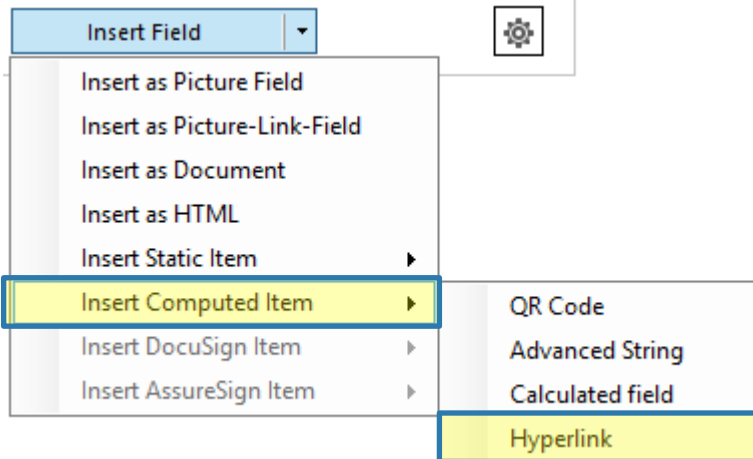 Insert Field
Insert as Picture Field
Insert as Picture-Link-Field
Insert as Document
Insert as HTML
Insert Static Item
Insert Computed Item
Insert DocuSign Item
Insert AssureSign Item
QR Code
Advanced String
Calculated field
Hyperlink